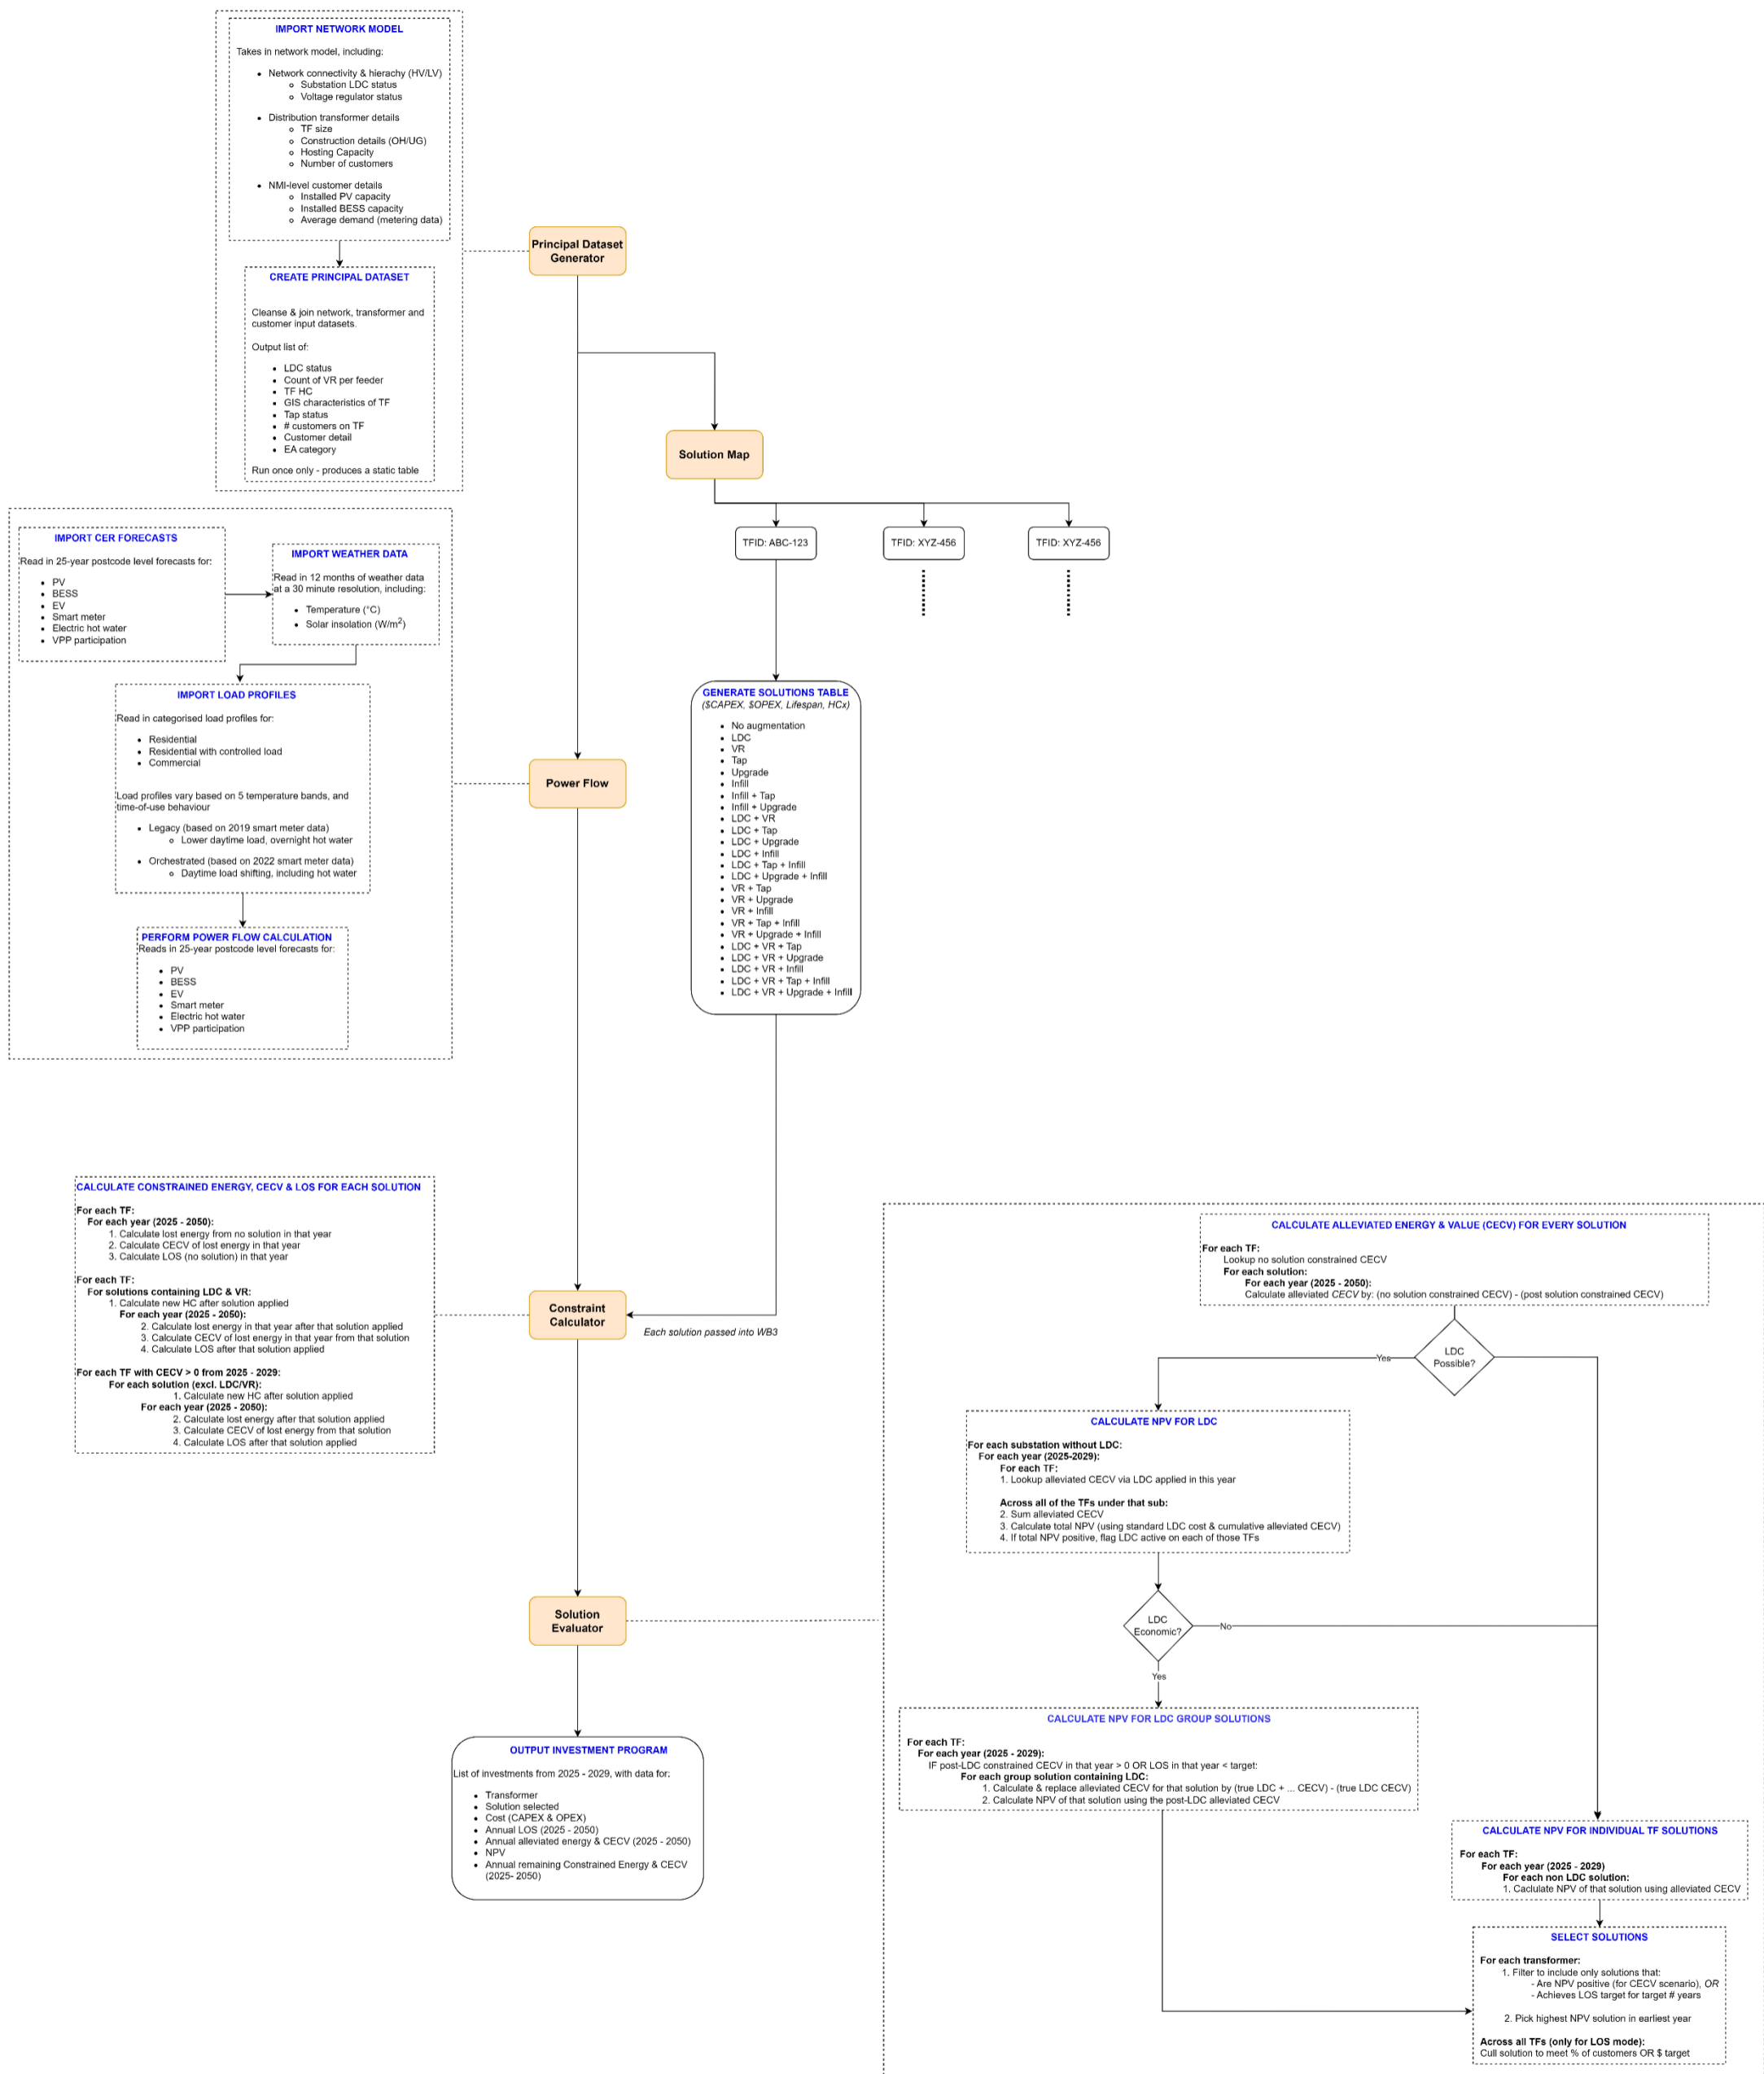 IMPORT NETWORK MODEL
Takes in network model, including:
Network connectivity & hierachy (HV/LV)
Substation LDC status
Voltage regulator status
Distribution transformer details
TF size
Construction details (OH/UG)
Hosting Capacity
Number of customers
NMI-level customer details
Installed PV capacity
Installed BESS capacity
Average demand (metering data)
Principal Dataset
Generator
CREATE PRINCIPAL DATASET
Cleanse & join network, transformer and
customer input datasets.
Output list of:
LDC status
Count of VR per feeder
TF HC
GIS characteristics of TF
Tap status
# customers on TF
Customer detail
EA category
Run once only - produces a static table
Solution Map
TFID: ABC-123
TFID: XYZ-456
TFID: XYZ-456
IMPORT CER FORECASTS
Read in 25-year postcode level forecasts for:
PV
BESS
EV
Smart meter
Electric hot water
VPP participation
IMPORT WEATHER DATA
Read in 12 months of weather data
at a 30 minute resolution, including:
Temperature (°C)
Solar insolation (W/m2)
IMPORT LOAD PROFILES
Read in categorised load profiles for:
Residential
Residential with controlled load
Commercial
Load profiles vary based on 5 temperature bands, and
time-of-use behaviour
Legacy (based on 2019 smart meter data)
Lower daytime load, overnight hot water
Orchestrated (based on 2022 smart meter data)
Daytime load shifting, including hot water
Power Flow
GENERATE SOLUTIONS TABLE
($CAPEX, $OPEX, Lifespan, HCx)
No augmentation
LDC
VR
Tap
Upgrade
Infill
Infill + Tap
Infill + Upgrade
LDC + VR
LDC + Tap
LDC + Upgrade
LDC + Infill
LDC + Tap + Infill
LDC + Upgrade + Infill
VR + Tap
VR + Upgrade
VR + Infill
VR + Tap + Infill
VR + Upgrade + Infill
LDC + VR + Tap
LDC + VR + Upgrade
LDC + VR + Infill
LDC + VR + Tap + Infill
LDC + VR + Upgrade + Infill
PERFORM POWER FLOW CALCULATION
Reads in 25-year postcode level forecasts for:
PV
BESS
EV
Smart meter
Electric hot water
VPP participation
CALCULATE CONSTRAINED ENERGY, CECV & LOS FOR EACH SOLUTION
For each TF:
For each year (2025 - 2050):
1. Calculate lost energy from no solution in that year
2. Calculate CECV of lost energy in that year
3. Calculate LOS (no solution) in that year
For each TF:
For solutions containing LDC & VR:
1. Calculate new HC after solution applied
For each year (2025 - 2050):
2. Calculate lost energy in that year after that solution applied
3. Calculate CECV of lost energy in that year from that solution
4. Calculate LOS after that solution applied
For each TF with CECV > 0 from 2025 - 2029:
For each solution (excl. LDC/VR):
1. Calculate new HC after solution applied
For each year (2025 - 2050):
2. Calculate lost energy after that solution applied
3. Calculate CECV of lost energy from that solution
4. Calculate LOS after that solution applied
Constraint
Calculator
Each solution passed into WB3
CALCULATE ALLEVIATED ENERGY & VALUE (CECV) FOR EVERY SOLUTION
For each TF:
Lookup no solution constrained CECV
For each solution:
For each year (2025 - 2050):
Calculate alleviated CECV by: (no solution constrained CECV) - (post solution constrained CECV)
LDC
Possible?
Yes
CALCULATE NPV FOR LDC
For each substation without LDC:
For each year (2025-2029):
For each TF:
1. Lookup alleviated CECV via LDC applied in this year
Across all of the TFs under that sub:
2. Sum alleviated CECV
3. Calculate total NPV (using standard LDC cost & cumulative alleviated CECV)
4. If total NPV positive, flag LDC active on each of those TFs
Solution
Evaluator
LDC
Economic?
No
Yes
CALCULATE NPV FOR LDC GROUP SOLUTIONS
For each TF:
For each year (2025 - 2029):
IF post-LDC constrained CECV in that year > 0 OR LOS in that year < target:
For each group solution containing LDC:
1. Calculate & replace alleviated CECV for that solution by (true LDC + ... CECV) - (true LDC CECV)
2. Calculate NPV of that solution using the post-LDC alleviated CECV
OUTPUT INVESTMENT PROGRAM
List of investments from 2025 - 2029, with data for:
Transformer
Solution selected
Cost (CAPEX & OPEX)
Annual LOS (2025 - 2050)
Annual alleviated energy & CECV (2025 - 2050)
NPV
Annual remaining Constrained Energy & CECV
(2025- 2050)
CALCULATE NPV FOR INDIVIDUAL TF SOLUTIONS
For each TF:
For each year (2025 - 2029)
For each non LDC solution:
1. Caclulate NPV of that solution using alleviated CECV
SELECT SOLUTIONS
For each transformer:
1. Filter to include only solutions that:
- Are NPV positive (for CECV scenario), OR
- Achieves LOS target for target # years
2. Pick highest NPV solution in earliest year
Across all TFs (only for LOS mode):
Cull solution to meet % of customers OR $ target